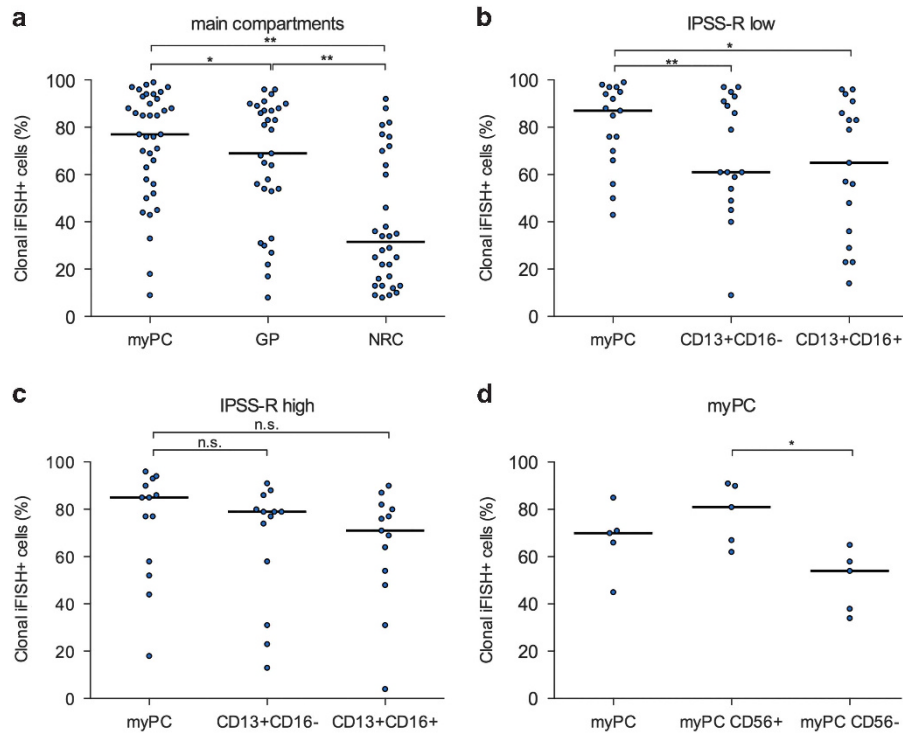 a
main compartments
**
*
**
Clonal iFISH+ cells (%)
100
80
60
40
20
0
myPC GP NRC
b
IPSS-R low
*
**
Clonal iFISH+ cells (%)
100
80
60
40
20
0
myPC CD13+CD16- CD13+CD16+
c
IPSS-R high
n.s.
n.s.
Clonal iFISH+ cells (%)
100
80
60
40
20
0
myPC CD13+CD16- CD13+CD16+
d
myPC
*
Clonal iFISH+ cells (%)
100
80
60
40
20
0
myPC myPC CD56+ myPC CD56-